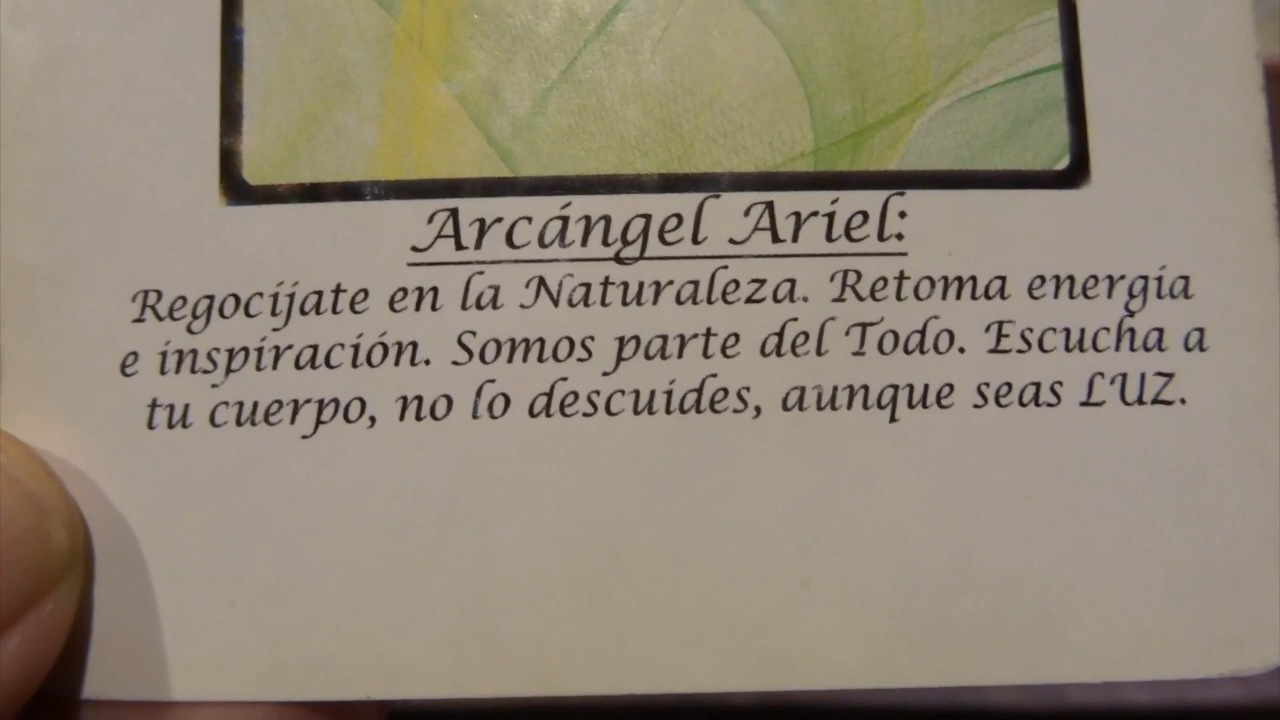 Arcángel Ariel:
Regocíjate en la Naturaleza. Retoma energía
e inspiración. Somos parte del Todo. Escucha a
tu cuerpo, no lo descuides, aunque seas LUZ.